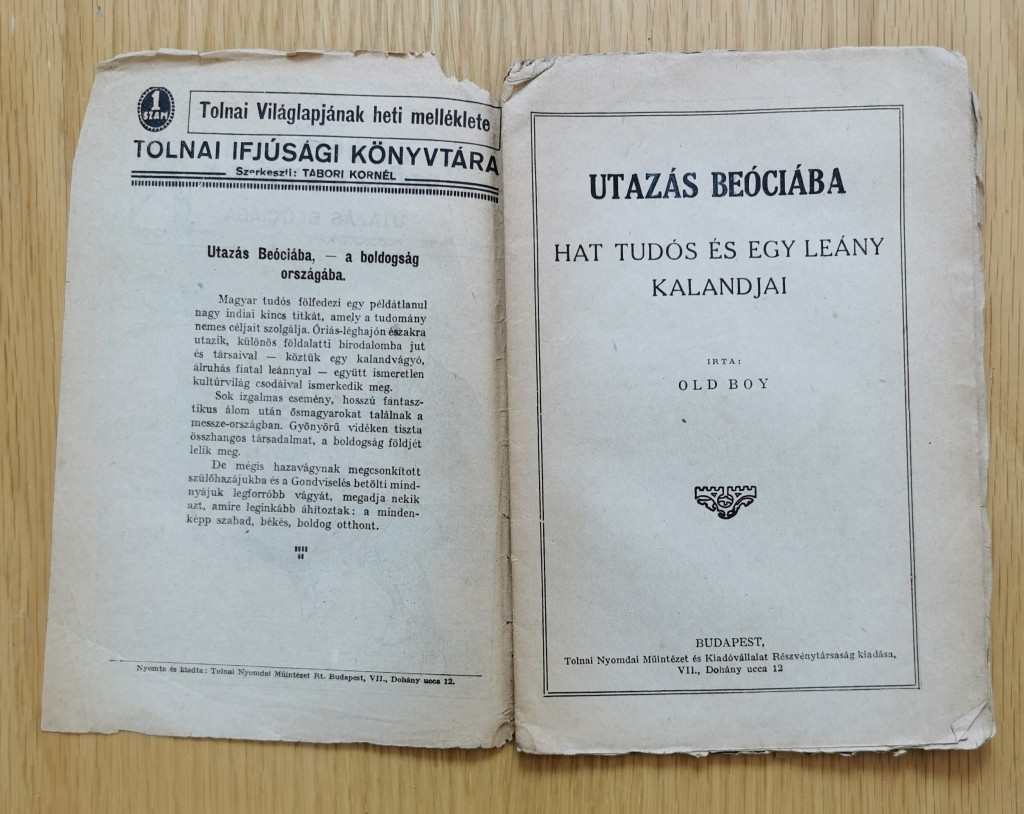 1
SZÁM
Tolnai Világlapjának heti melléklete
TOLNAI IFJÚSÁGI KÖNYVTÁRA
Szerkeszti: TÁBORI KORNÉL
Utazás Beóciába, — a boldogság
országába.
Magyar tudós fölfedezi egy példátlanul
nagy indiai kincs titkát, amely a tudomány
nemes céljait szolgálja. Óriás-léghajón északra
utazik, különös földalatti birodalomba jut
és társaival — köztük egy kalandvágyó,
álruhás fiatal leánnyal — együtt ismeretlen
kultúrvilág csodáival ismerkedik meg.
Sok izgalmas esemény, hosszú fantasz-
tikus álom után ősmagyarokat találnak a
messze-országban. Gyönyörű vidéken tiszta
összhangos társadalmat, a boldogság földjét
lelik meg.
De mégis hazavágynak megcsonkított
szülőhazájukba és a Gondviselés betölti mind-
nyájuk legforróbb vágyát, megadja nekik
azt, amire leginkább áhítoztak: a minden-
képp szabad, békés, boldog otthont.
Nyomta és kiadta: Tolnai Nyomdai Műintézet Rt. Budapest, VII., Dohány ucca 12.
UTAZÁS BEÓCIÁBA
HAT TUDÓS ÉS EGY LEÁNY
KALANDJAI
IRTA:
OLD BOY
BUDAPEST,
Tolnai Nyomdai Műintézet és Kiadóvállalat Részvénytársaság kiadása,
VII., Dohány ucca 12